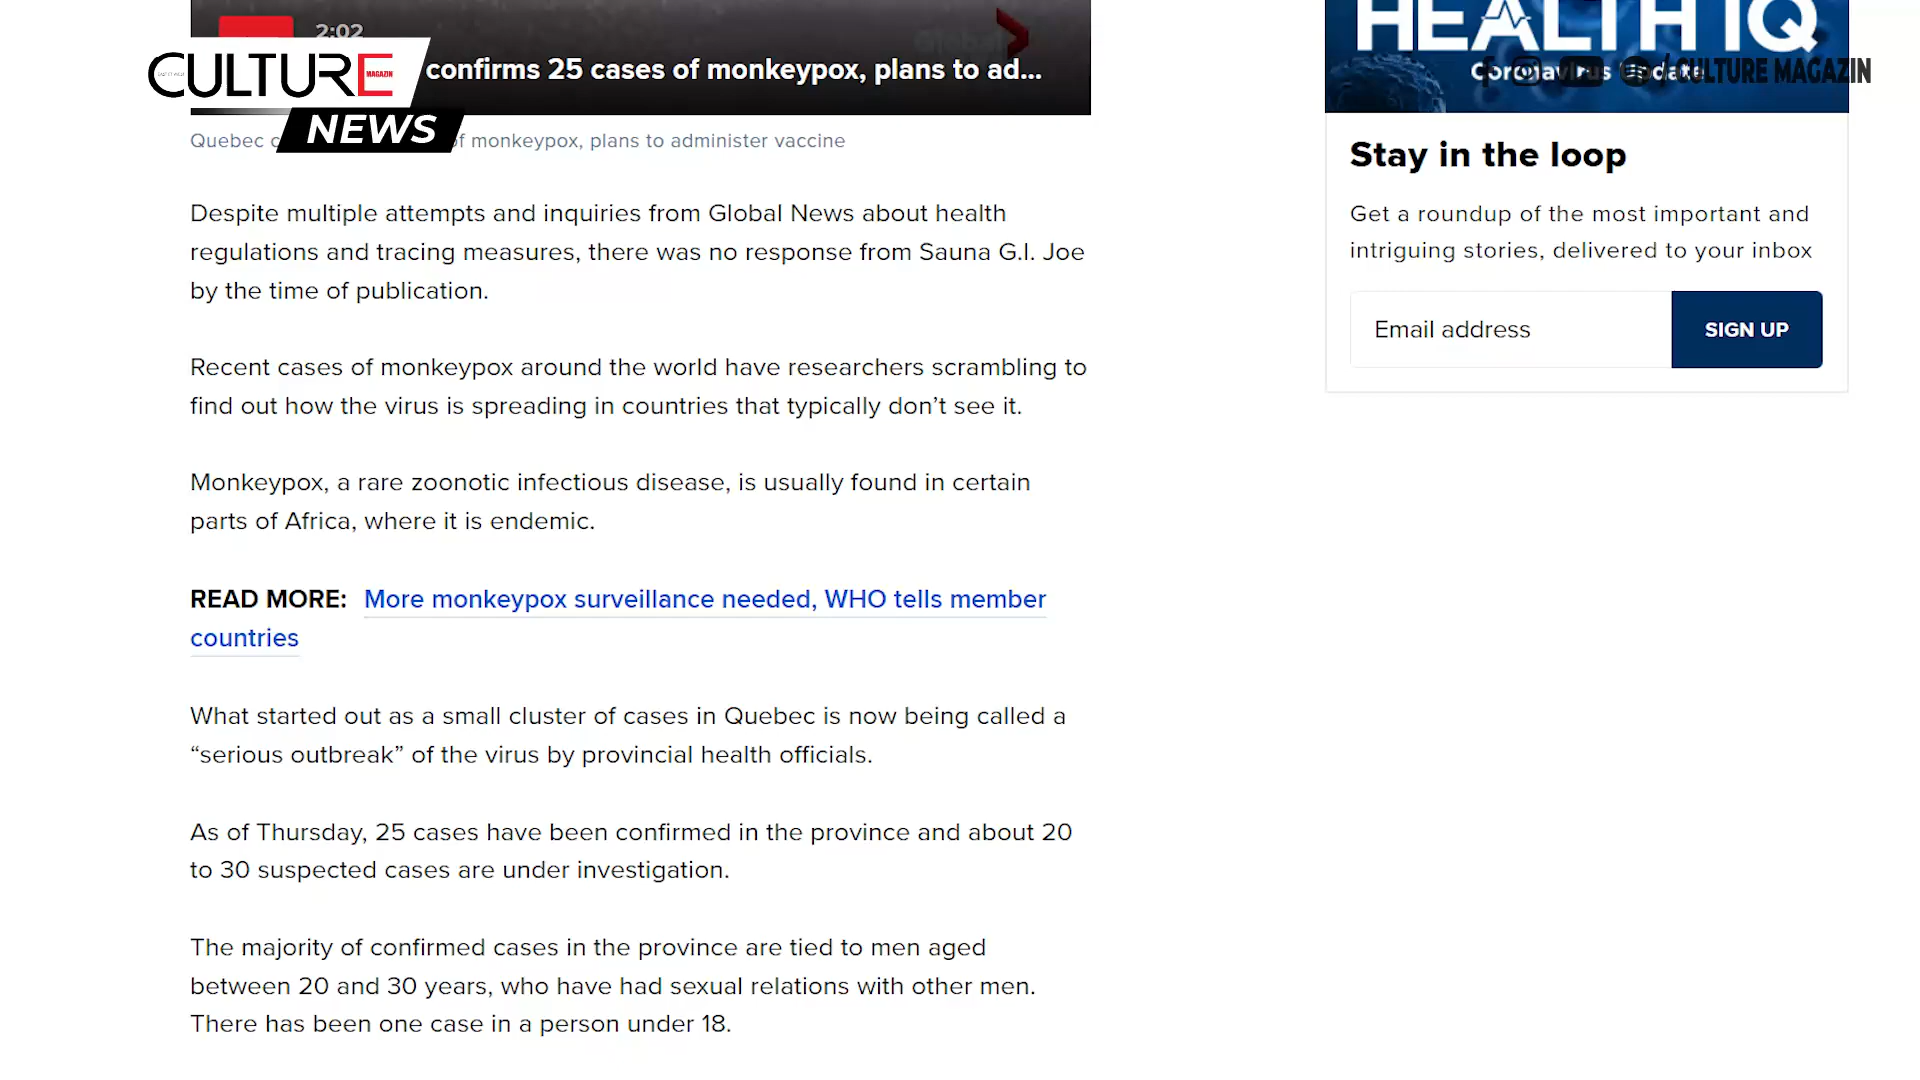 2:02
CULTURE
MAGAZIN
NEWS
confirms 25 cases of monkeypox, plans to ad...
Quebec c
of monkeypox, plans to administer vaccine
Despite multiple attempts and inquiries from Global News about health
regulations and tracing measures, there was no response from Sauna G.I. Joe
by the time of publication.
Recent cases of monkeypox around the world have researchers scrambling to
find out how the virus is spreading in countries that typically don’t see it.
Monkeypox, a rare zoonotic infectious disease, is usually found in certain
parts of Africa, where it is endemic.
READ MORE: More monkeypox surveillance needed, WHO tells member
countries
What started out as a small cluster of cases in Quebec is now being called a
“serious outbreak” of the virus by provincial health officials.
As of Thursday, 25 cases have been confirmed in the province and about 20
to 30 suspected cases are under investigation.
The majority of confirmed cases in the province are tied to men aged
between 20 and 30 years, who have had sexual relations with other men.
There has been one case in a person under 18.
HEALTH IQ
Coronavirus Update
/ CULTURE MAGAZIN
Stay in the loop
Get a roundup of the most important and
intriguing stories, delivered to your inbox
Email address
SIGN UP